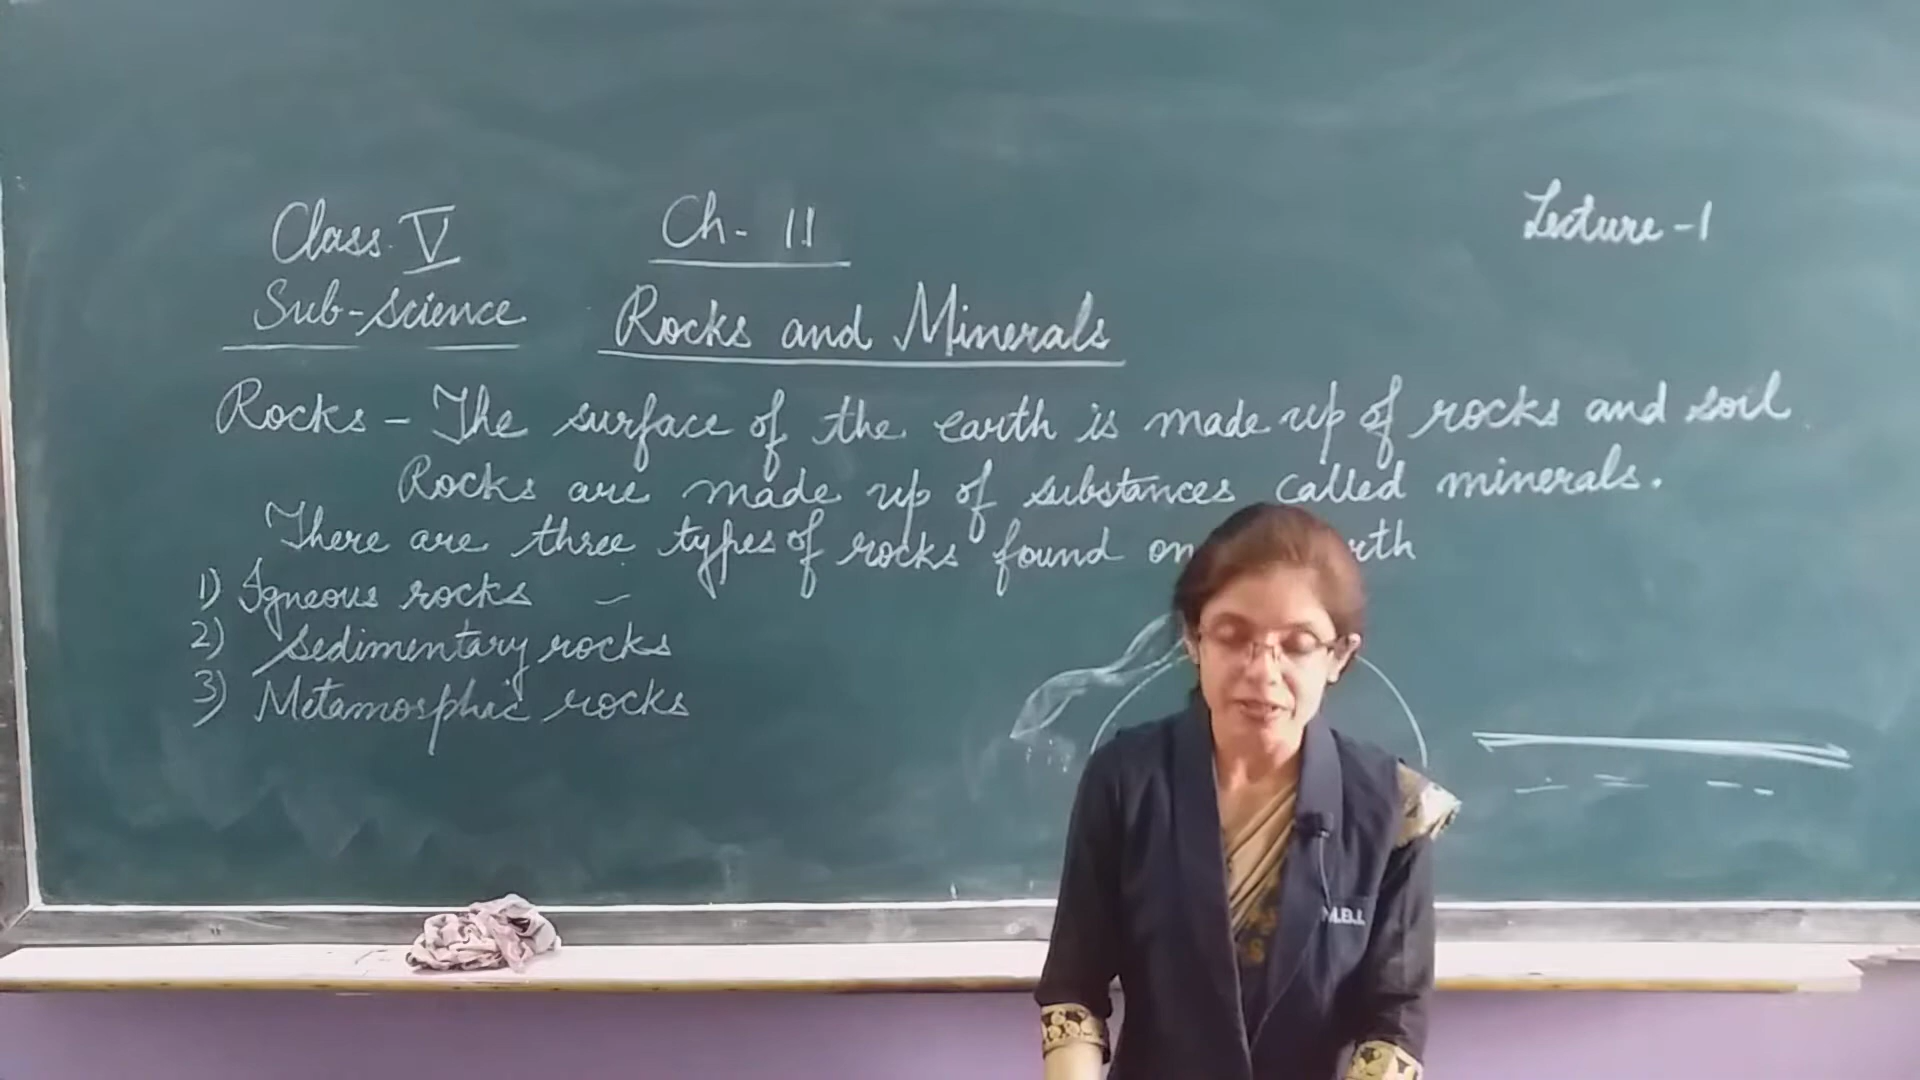 Class V
Ch- 11
Lecture-1
Sub-science
Rocks and Minerals
Rocks - The surface of the earth is made up of rocks and soil
Rocks are made up of substances called minerals.
There are three types of rocks found on
1) Igneous rocks
2) Sedimentary rocks
3) Metamorphic rocks
M.B.I.